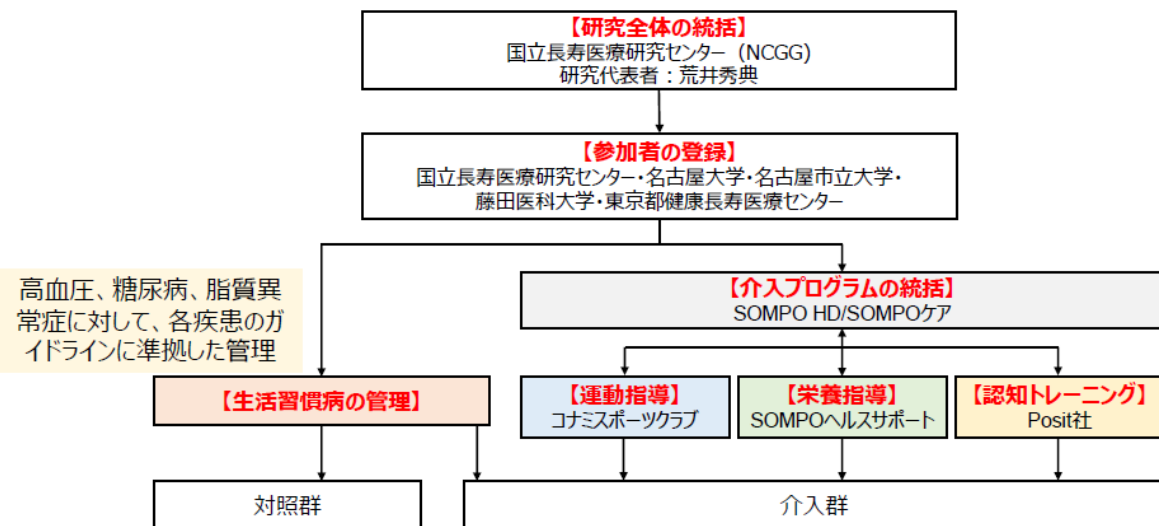 【研究全体の統括】
国立長寿医療研究センター (NCGG)
研究代表者：荒井秀典
【参加者の登録】
国立長寿医療研究センター・名古屋大学・名古屋市立大学・
藤田医科大学・東京都健康長寿医療センター
高血圧、糖尿病、脂質異
常症に対して、各疾患のガ
イドラインに準拠した管理
【介入プログラムの統括】
SOMPO HD/SOMPOケア
【生活習慣病の管理】
【運動指導】
コナミスポーツクラブ
【栄養指導】
SOMPOヘルスサポート
【認知トレーニング】
Posit社
対照群
介入群